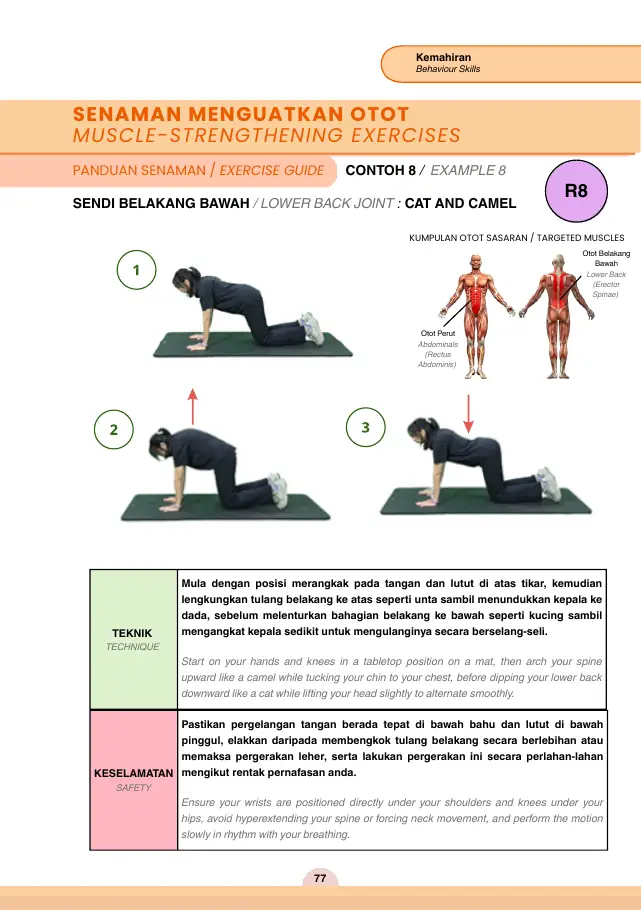 Kemahiran
Behaviour Skills
SENAMAN MENGUATKAN OTOT
MUSCLE-STRENGTHENING EXERCISES
PANDUAN SENAMAN / EXERCISE GUIDE CONTOH 8 / EXAMPLE 8
R8
SENDI BELAKANG BAWAH / LOWER BACK JOINT : CAT AND CAMEL
KUMPULAN OTOT SASARAN / TARGETED MUSCLES
Otot Belakang
Bawah
Lower Back
(Erector
Spinae)
Otot Perut
Abdominals
(Rectus
Abdominis)
1
2
3
TEKNIK
TECHNIQUE
Mula dengan posisi merangkak pada tangan dan lutut di atas tikar, kemudian
lengkungkan tulang belakang ke atas seperti unta sambil menundukkan kepala ke
dada, sebelum melenturkan bahagian belakang ke bawah seperti kucing sambil
mengangkat kepala sedikit untuk mengulanginya secara berselang-seli.
Start on your hands and knees in a tabletop position on a mat, then arch your spine
upward like a camel while tucking your chin to your chest, before dipping your lower back
downward like a cat while lifting your head slightly to alternate smoothly.
KESELAMATAN
SAFETY
Pastikan pergelangan tangan berada tepat di bawah bahu dan lutut di bawah
pinggul, elakkan daripada membengkok tulang belakang secara berlebihan atau
memaksa pergerakan leher, serta lakukan pergerakan ini secara perlahan-lahan
mengikut rentak pernafasan anda.
Ensure your wrists are positioned directly under your shoulders and knees under your
hips, avoid hyperextending your spine or forcing neck movement, and perform the motion
slowly in rhythm with your breathing.
77